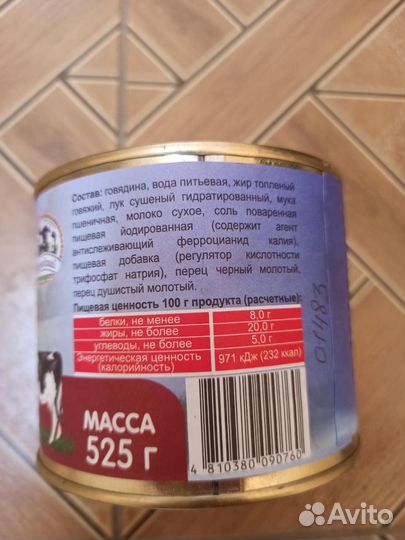 Состав: говядина, вода питьевая, жир топленый
говяжий, лук сушеный гидратированный, мука
пшеничная, молоко сухое, соль поваренная
пищевая йодированная (содержит агент
антислеживающий ферроцианид калия),
пищевая добавка (регулятор кислотности
трифосфат натрия), перец черный молотый,
перец душистый молотый.
Пищевая ценность 100 г продукта (расчетные):
белки, не менее 8,0 г
жиры, не более 20,0 г
углеводы, не более 5,0 г
Энергетическая ценность
(калорийность) 971 кДж (232 ккал)
МАССА
525 г
4 810380 090760
01483
Avito